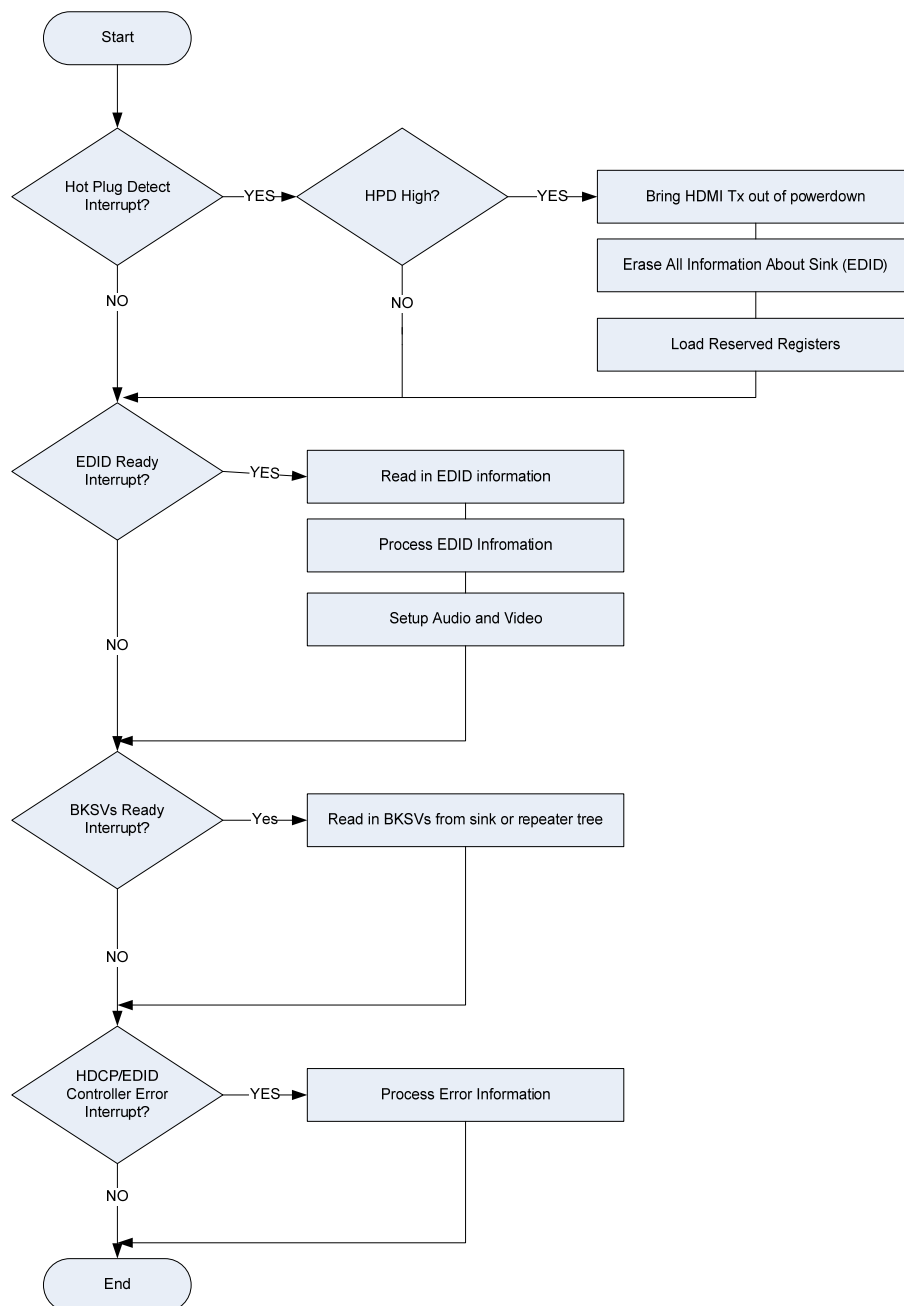 Start
Hot Plug Detect
Interrupt?
YES
HPD High?
YES
Bring HDMI Tx out of powerdown
Erase All Information About Sink (EDID)
Load Reserved Registers
NO
NO
EDID Ready
Interrupt?
YES
Read in EDID information
Process EDID Infromation
Setup Audio and Video
NO
BKSVs Ready
Interrupt?
Yes
Read in BKSVs from sink or repeater tree
NO
HDCP/EDID
Controller Error
Interrupt?
YES
Process Error Information
NO
End